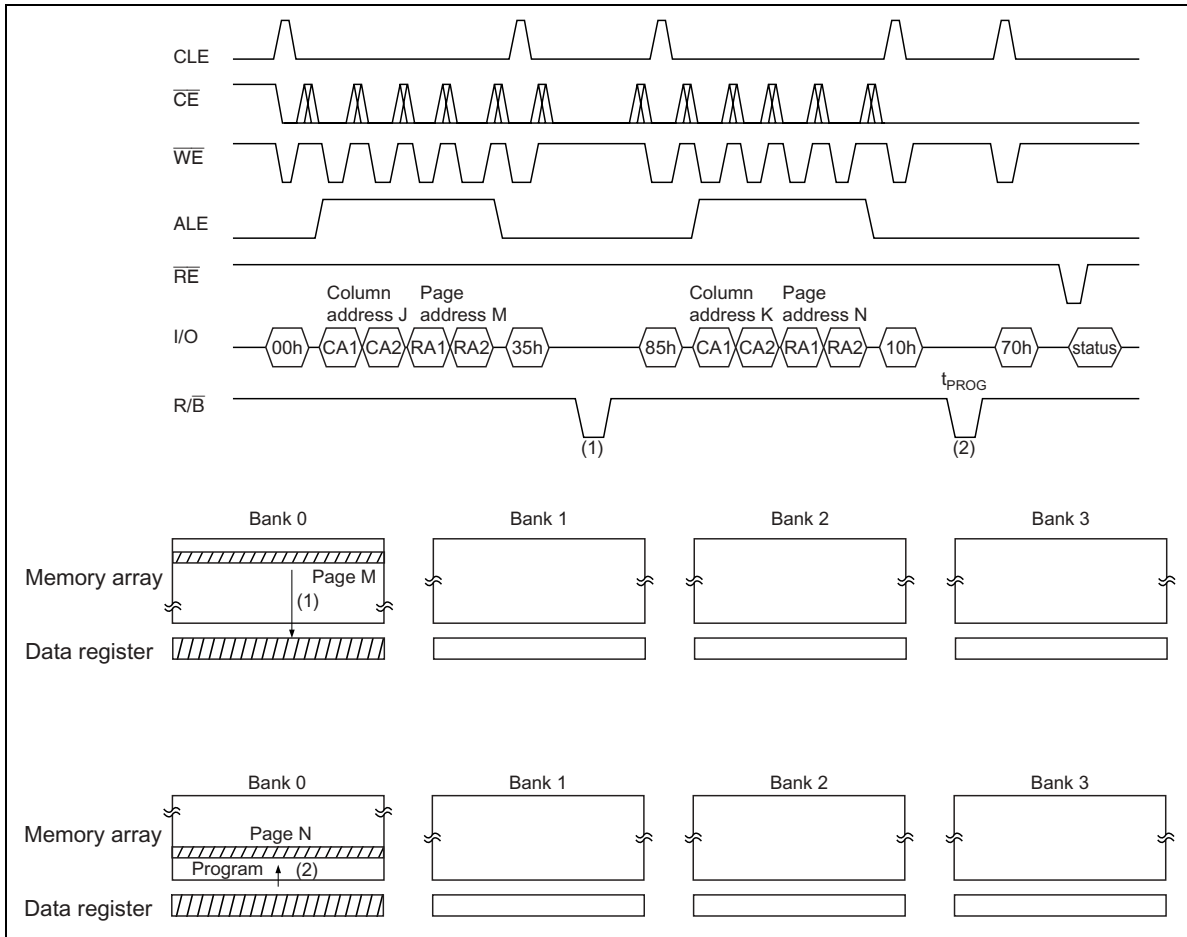 CLE
CE
WE
ALE
RE
Column Page
address J address M
Column Page
address K address N
I/O
00h CA1 CA2 RA1 RA2 35h 85h CA1 CA2 RA1 RA2 10h 70h status
tPROG
R/B
(1) (2)
Bank 0 Bank 1 Bank 2 Bank 3
Memory array
Page M
(1)
Data register
Bank 0 Bank 1 Bank 2 Bank 3
Memory array
Page N
Program (2)
Data register